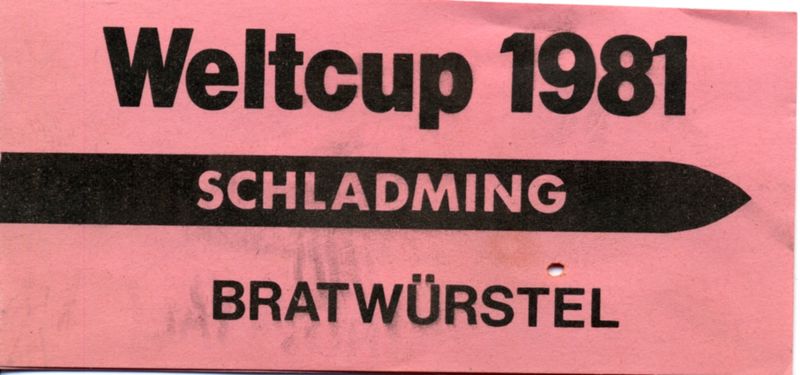 Weltcup 1981
SCHLADMING
BRATWÜRSTEL